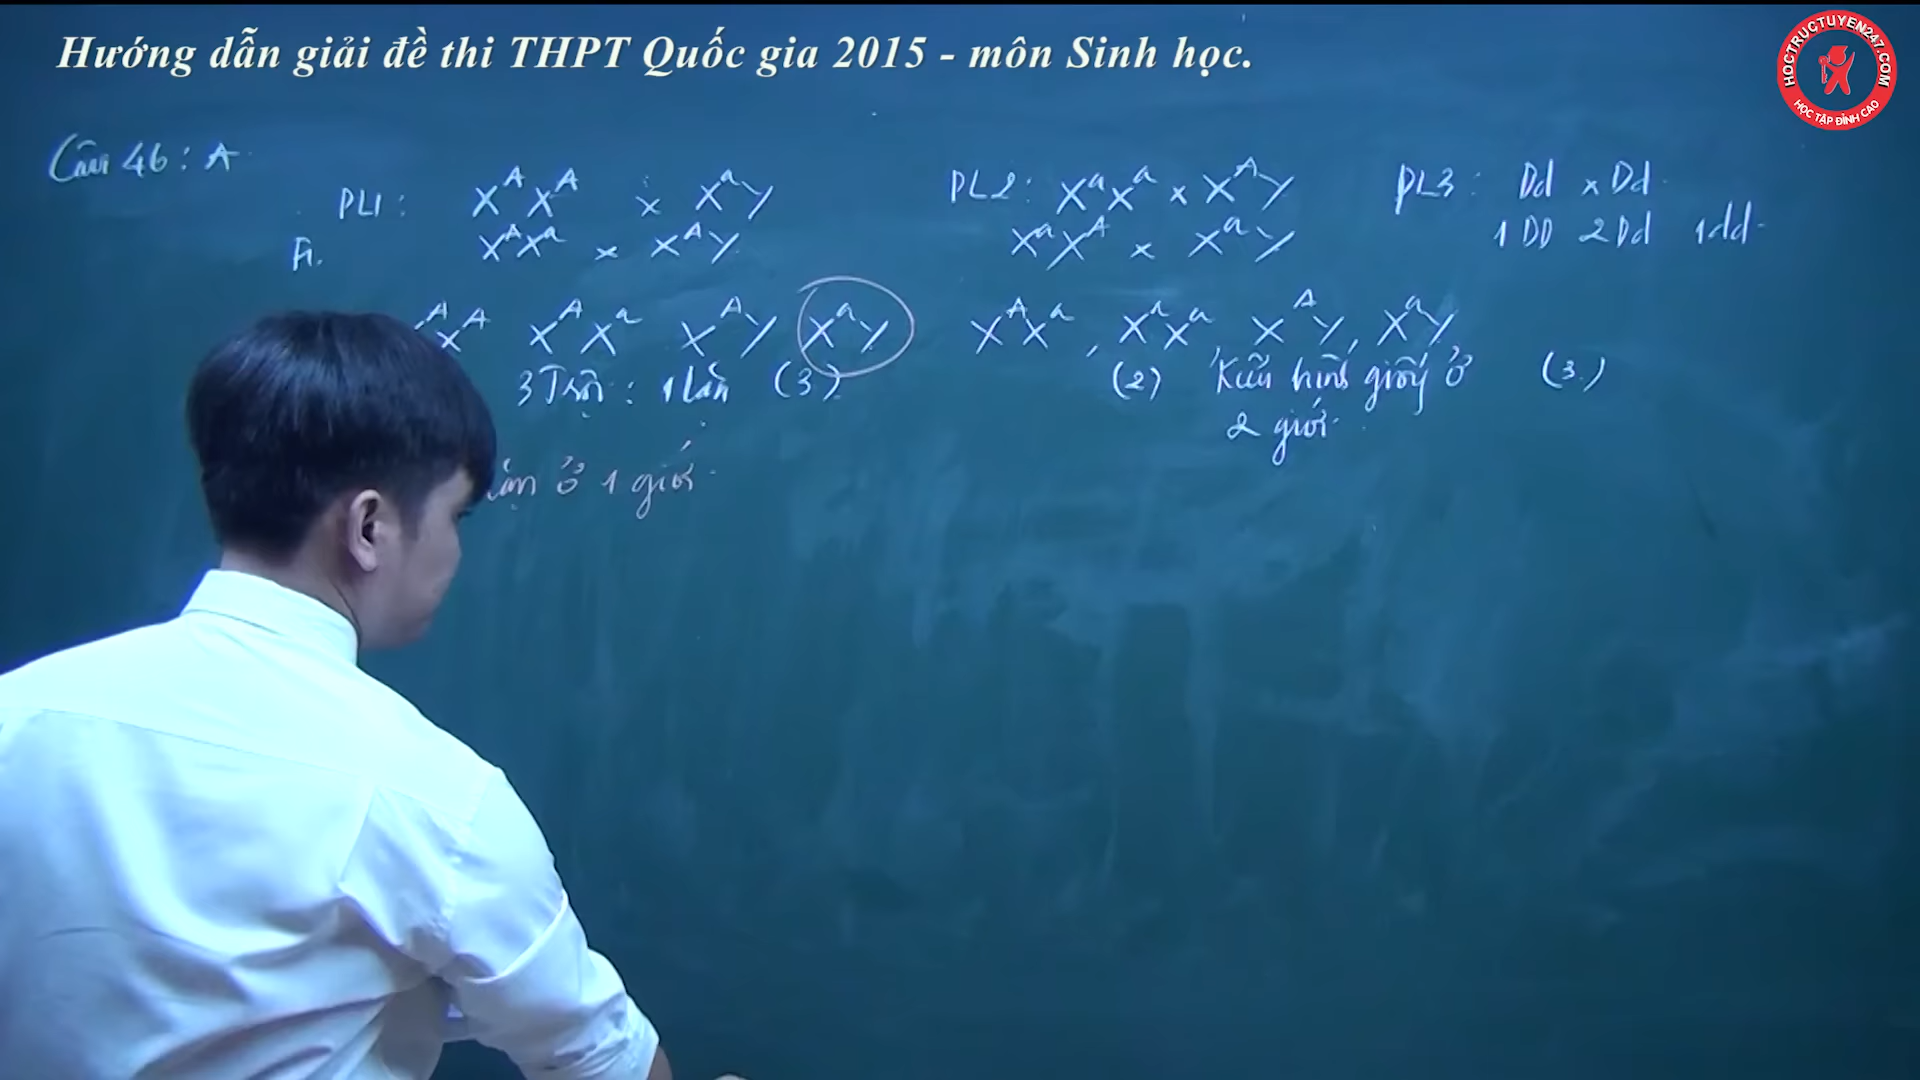 Hướng dẫn giải đề thi THPT Quốc gia 2015 - môn Sinh học.
HOCTRUCTUYEN247.COM
HỌC TẬP ĐỈNH CAO
Câu 46 : A
PL1 : X^A X^A x X^a Y
F1. X^A X^a x X^A Y
X^A X^A X^a X^A Y X^a Y
3 Trội : 1 lặn (3)
ở 1 giới
PL2 : X^a X^a x X^A Y
X^a X^A x X^a Y
X^A X^a , X^a X^a , X^A Y , X^a Y
(2) Kiểu hình giống ở (3)
2 giới
PL3 : Dd x Dd
1 DD 2 Dd 1 dd